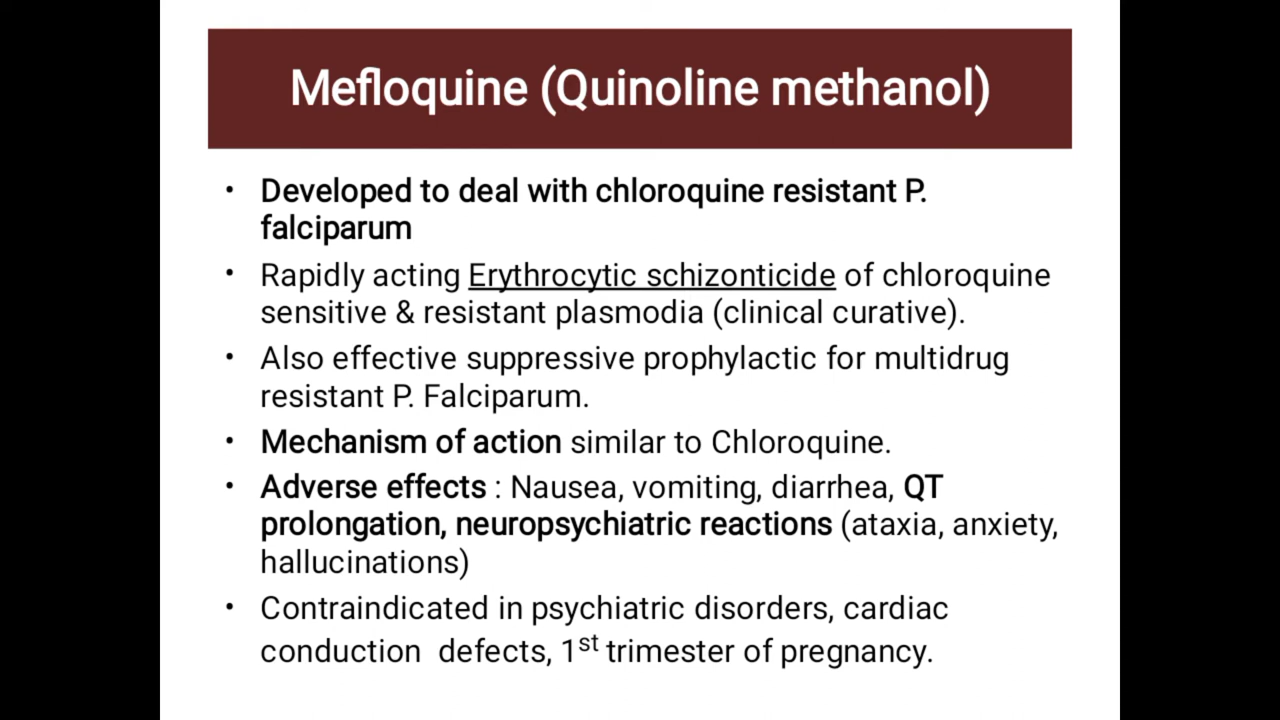 Mefloquine (Quinoline methanol)
• Developed to deal with chloroquine resistant P.
falciparum
• Rapidly acting Erythrocytic schizonticide of chloroquine
sensitive & resistant plasmodia (clinical curative).
• Also effective suppressive prophylactic for multidrug
resistant P. Falciparum.
• Mechanism of action similar to Chloroquine.
• Adverse effects : Nausea, vomiting, diarrhea, QT
prolongation, neuropsychiatric reactions (ataxia, anxiety,
hallucinations)
• Contraindicated in psychiatric disorders, cardiac
conduction  defects, 1st trimester of pregnancy.